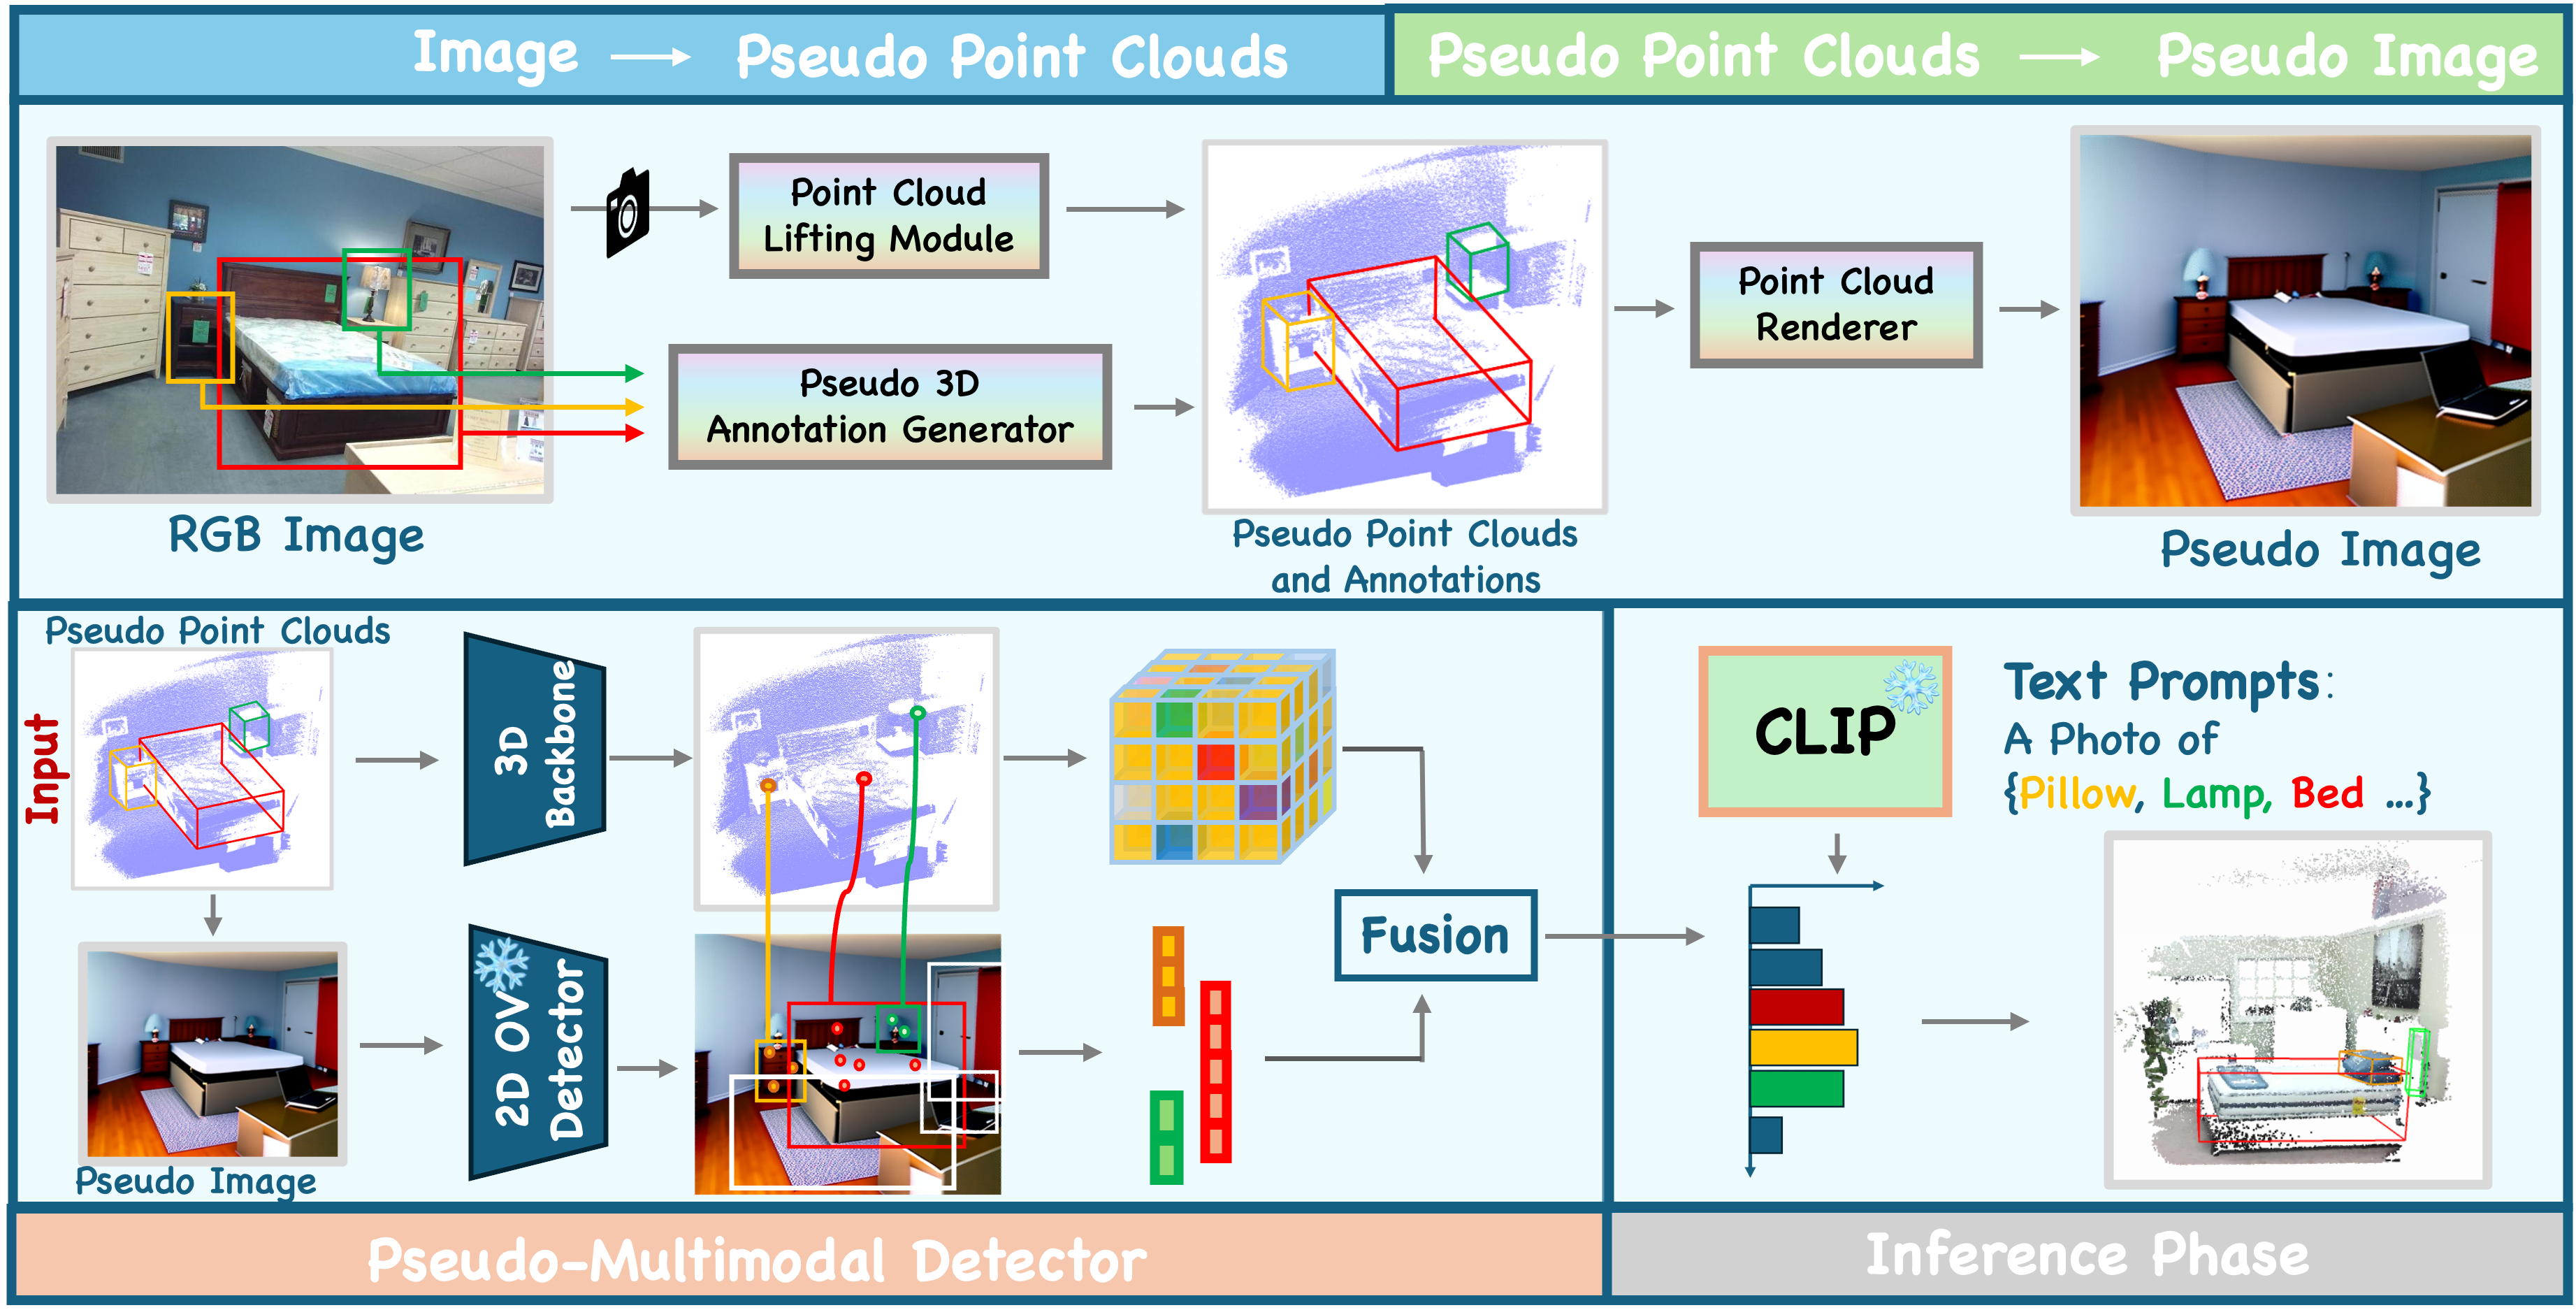 Image → Pseudo Point Clouds
Pseudo Point Clouds → Pseudo Image
Point Cloud
Lifting Module
Pseudo 3D
Annotation Generator
Point Cloud
Renderer
RGB Image
Pseudo Point Clouds
and Annotations
Pseudo Image
Pseudo Point Clouds
Input
3D
Backbone
2D OV
Detector
Pseudo Image
Fusion
CLIP
Text Prompts:
A Photo of
{Pillow, Lamp, Bed ...}
Pseudo-Multimodal Detector
Inference Phase